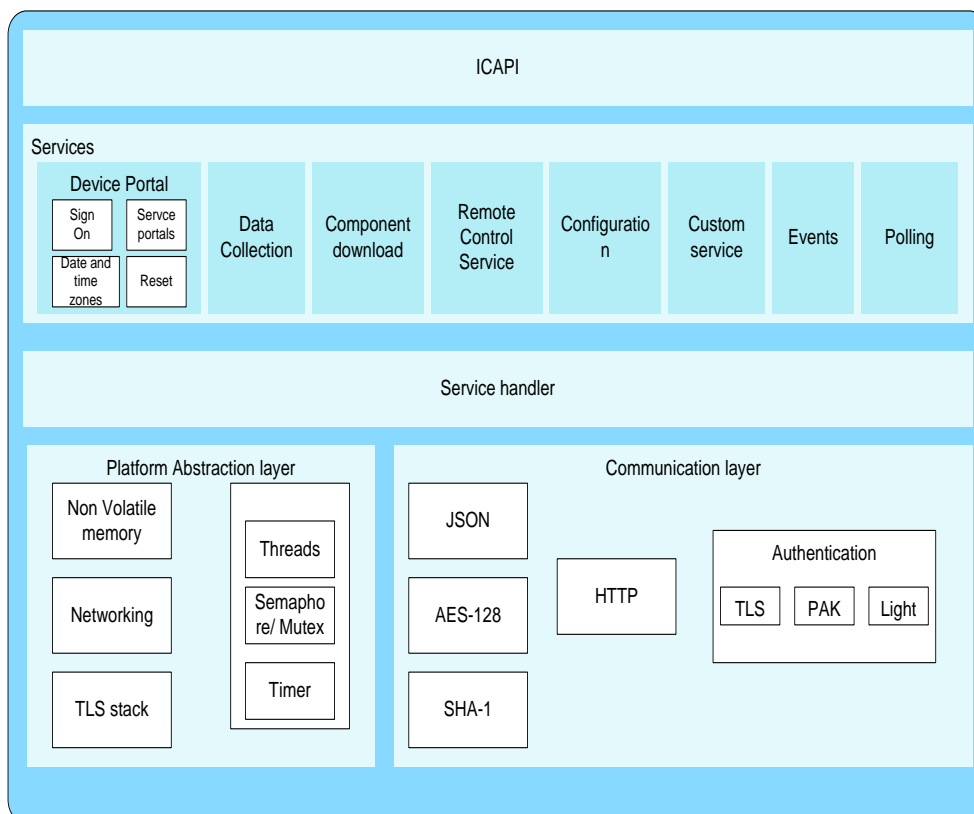 ICAPI
Services
Device Portal
Sign
On
Servce
portals
Date and
time
zones
Reset
Data
Collection
Component
download
Remote
Control
Service
Configuratio
n
Custom
service
Events
Polling
Service handler
Platform Abstraction layer
Non Volatile
memory
Networking
TLS stack
Threads
Semapho
re/ Mutex
Timer
Communication layer
JSON
AES-128
SHA-1
HTTP
Authentication
TLS
PAK
Light